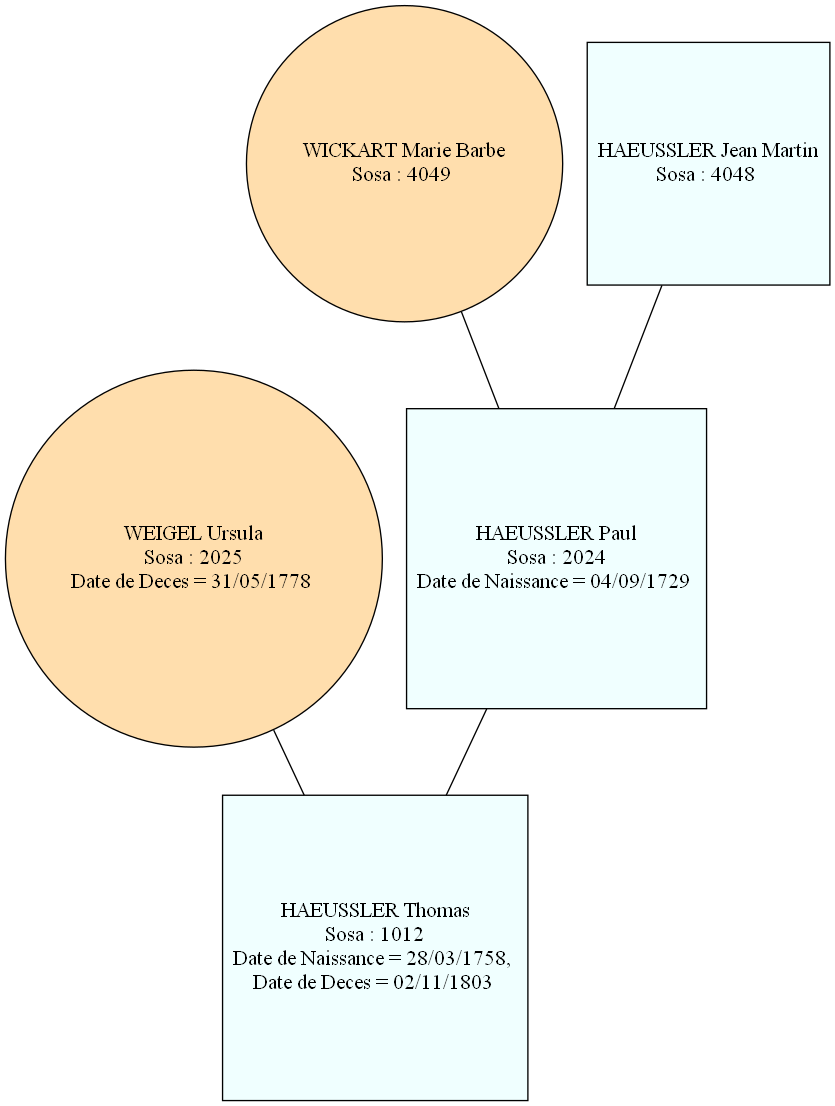 WICKART Marie Barbe
Sosa : 4049
HAEUSSLER Jean Martin
Sosa : 4048
WEIGEL Ursula
Sosa : 2025
Date de Deces = 31/05/1778
HAEUSSLER Paul
Sosa : 2024
Date de Naissance = 04/09/1729
HAEUSSLER Thomas
Sosa : 1012
Date de Naissance = 28/03/1758,
Date de Deces = 02/11/1803